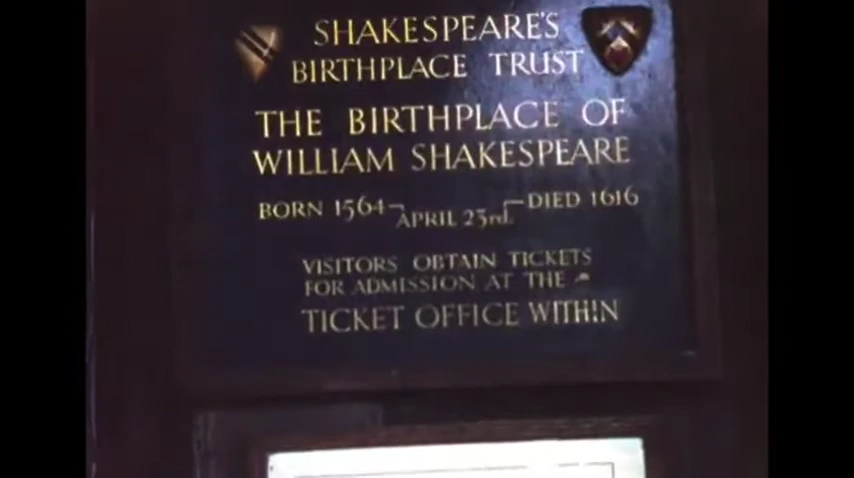 SHAKESPEARE'S
BIRTHPLACE TRUST
THE BIRTHPLACE OF
WILLIAM SHAKESPEARE
BORN 1564 APRIL 23rd. DIED 1616
VISITORS OBTAIN TICKETS
FOR ADMISSION AT THE
TICKET OFFICE WITHIN